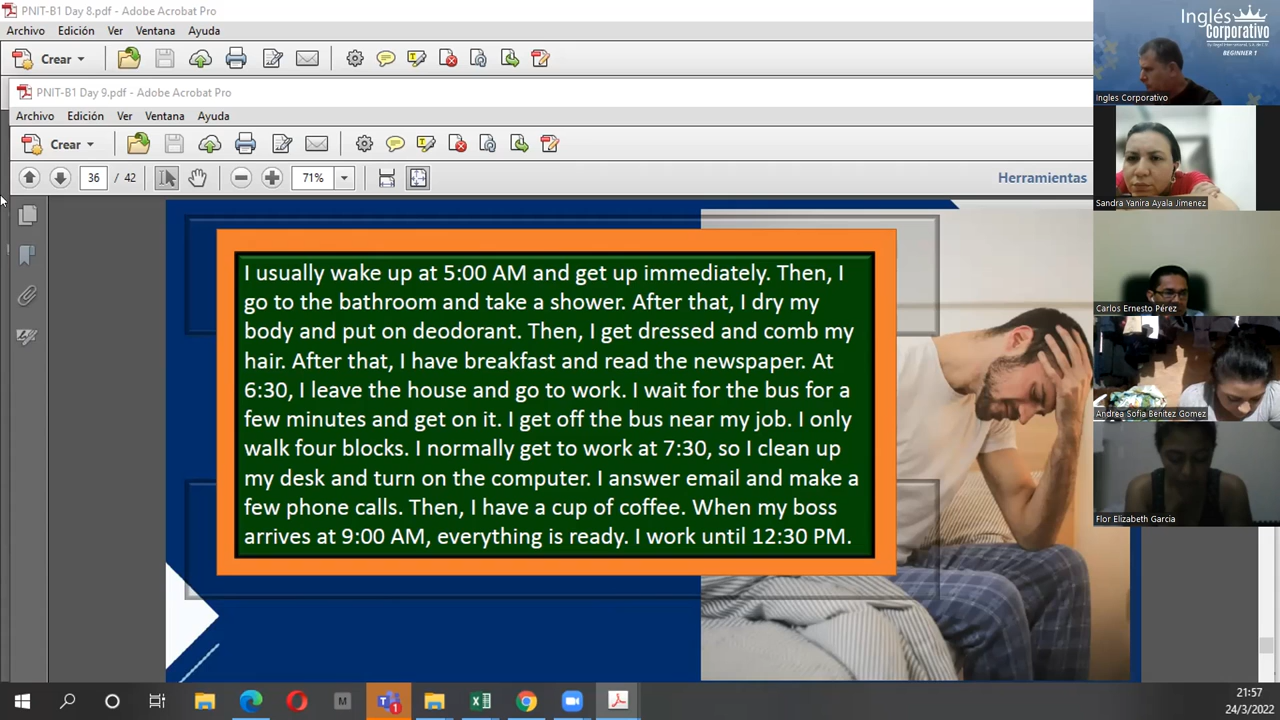 PNIT-B1 Day 8.pdf - Adobe Acrobat Pro
Archivo Edición Ver Ventana Ayuda
Crear
PNIT-B1 Day 9.pdf - Adobe Acrobat Pro
Archivo Edición Ver Ventana Ayuda
Crear
36 / 42 71% Herramientas
I usually wake up at 5:00 AM and get up immediately. Then, I
go to the bathroom and take a shower. After that, I dry my
body and put on deodorant. Then, I get dressed and comb my
hair. After that, I have breakfast and read the newspaper. At
6:30, I leave the house and go to work. I wait for the bus for a
few minutes and get on it. I get off the bus near my job. I only
walk four blocks. I normally get to work at 7:30, so I clean up
my desk and turn on the computer. I answer email and make a
few phone calls. Then, I have a cup of coffee. When my boss
arrives at 9:00 AM, everything is ready. I work until 12:30 PM.
Inglés
Corporativo
BEGINNER 1
Ingles Corporativo
Sandra Yanira Ayala Jimenez
Carlos Ernesto Pérez
Andrea Sofia Benitez Gomez
Flor Elizabeth Garcia
M
1
21:57
24/3/2022